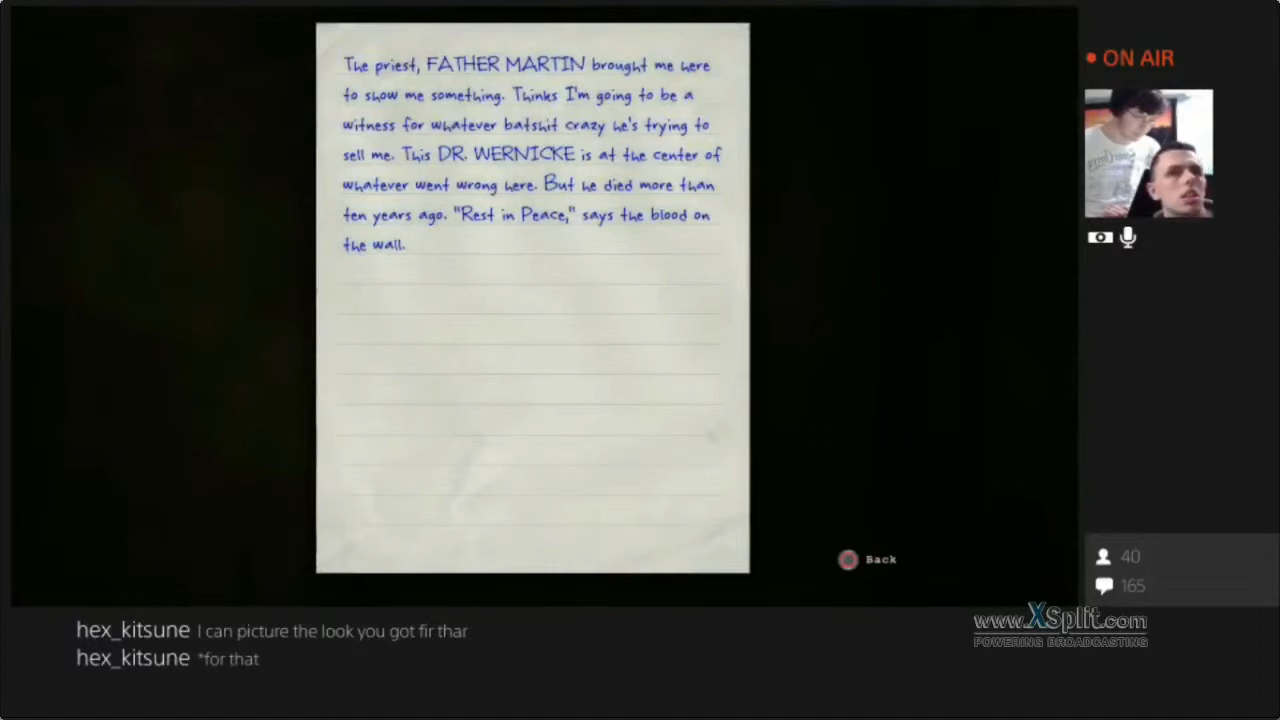 The priest, FATHER MARTIN brought me here
to show me something. Thinks I'm going to be a
witness for whatever batshit crazy he's trying to
sell me. This DR. WERNICKE is at the center of
whatever went wrong here. But he died more than
ten years ago. "Rest in Peace," says the blood on
the wall.
Back
ON AIR
40
165
www.XSplit.com
POWERING BROADCASTING
hex_kitsune I can picture the look you got fir thar
hex_kitsune *for that